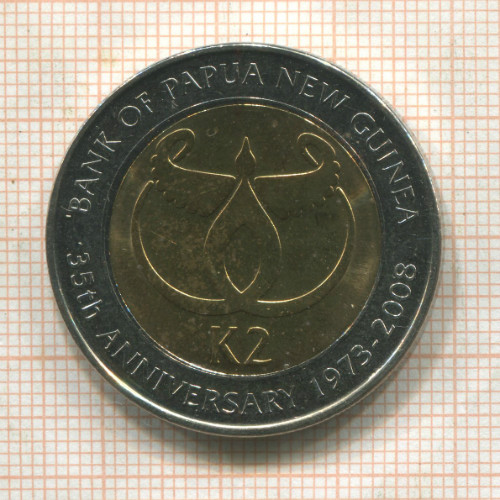 BANK OF PAPUA NEW GUINEA
35th ANNIVERSARY 1973-2008
K2